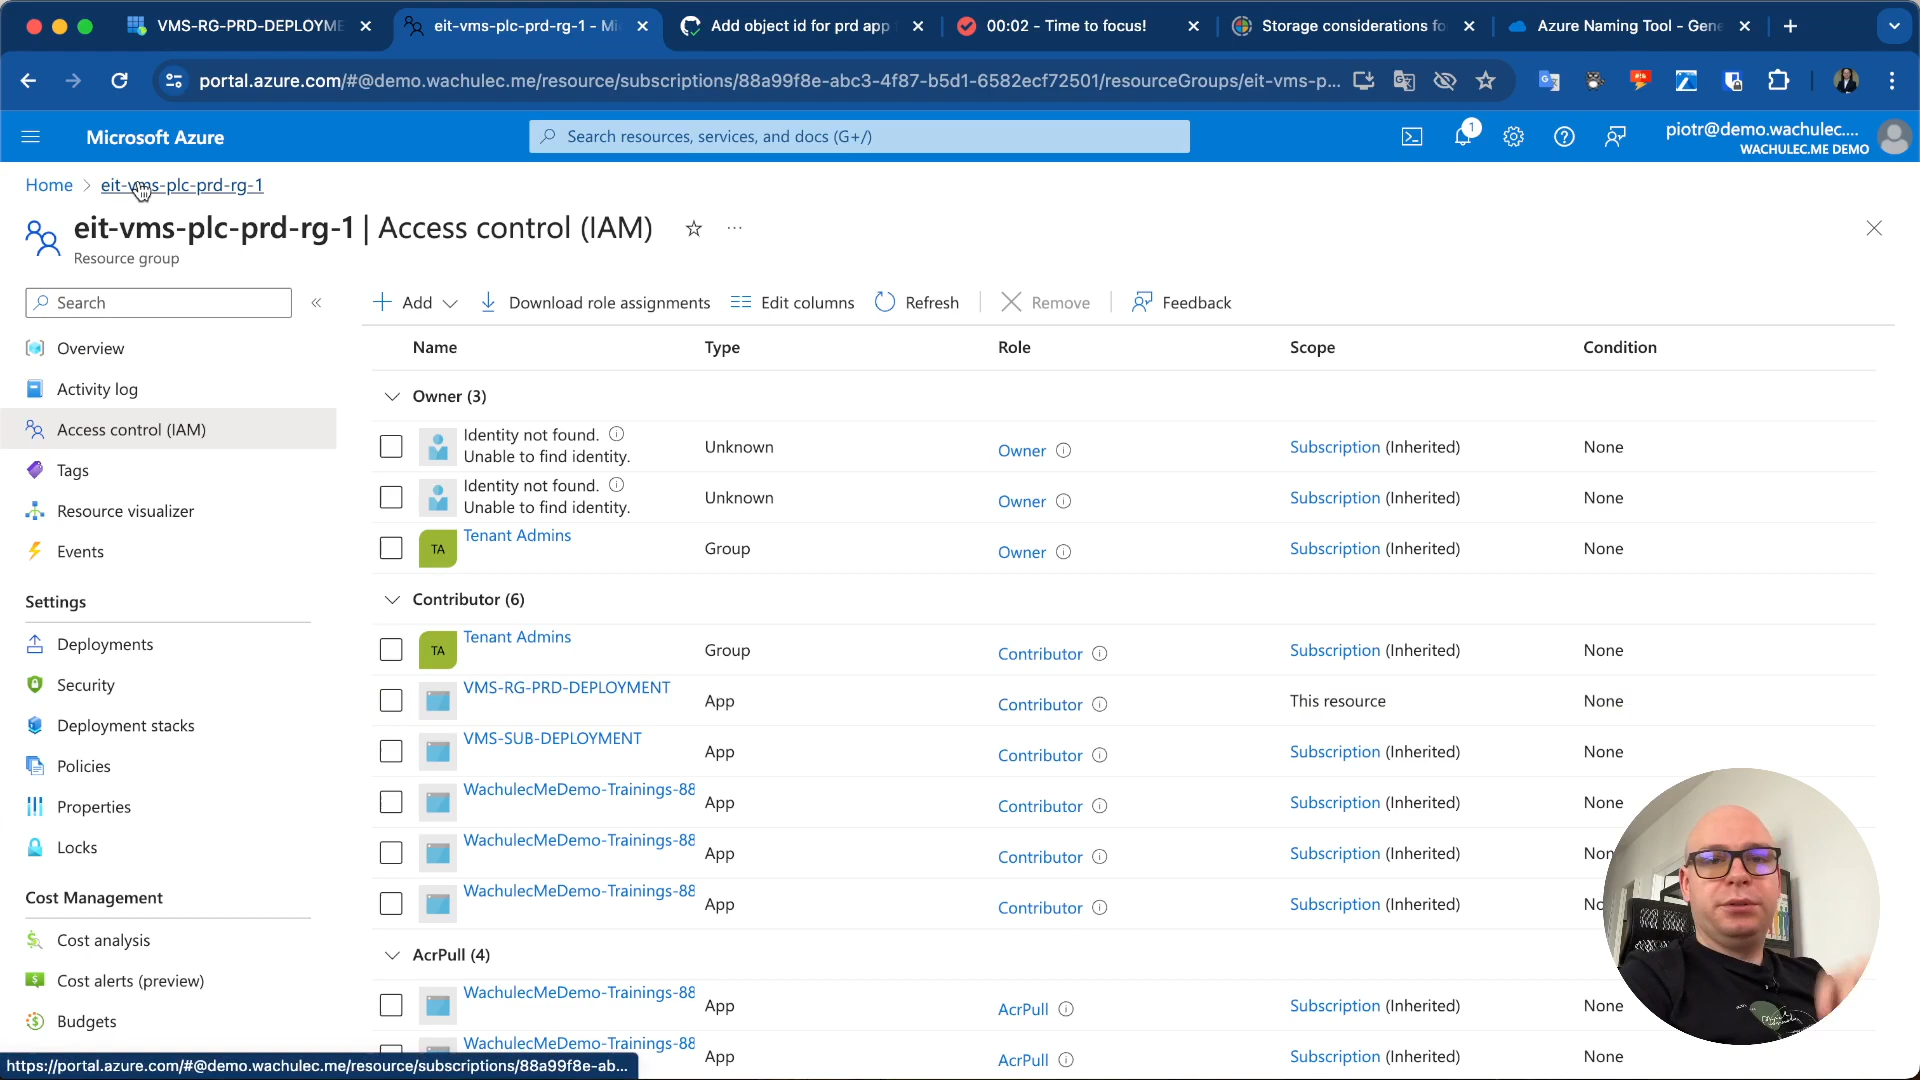 VMS-RG-PRD-DEPLOYME
eit-vms-plc-prd-rg-1 - Mi
Add object id for prd app
00:02 - Time to focus!
Storage considerations fo
Azure Naming Tool - Gene
portal.azure.com/#@demo.wachulec.me/resource/subscriptions/88a99f8e-abc3-4f87-b5d1-6582ecf72501/resourceGroups/eit-vms-p...
Microsoft Azure
Search resources, services, and docs (G+/)
1
piotr@demo.wachulec....
WACHULEC.ME DEMO
Home > eit-vms-plc-prd-rg-1
eit-vms-plc-prd-rg-1 | Access control (IAM)
Resource group
Search
Add
Download role assignments
Edit columns
Refresh
Remove
Feedback
Overview
Activity log
Access control (IAM)
Tags
Resource visualizer
Events
Settings
Deployments
Security
Deployment stacks
Policies
Properties
Locks
Cost Management
Cost analysis
Cost alerts (preview)
Budgets
Name Type Role Scope Condition
Owner (3)
Identity not found.
Unable to find identity.
Unknown Owner Subscription (Inherited) None
Identity not found.
Unable to find identity.
Unknown Owner Subscription (Inherited) None
TA Tenant Admins Group Owner Subscription (Inherited) None
Contributor (6)
TA Tenant Admins Group Contributor Subscription (Inherited) None
VMS-RG-PRD-DEPLOYMENT App Contributor This resource None
VMS-SUB-DEPLOYMENT App Contributor Subscription (Inherited) None
WachulecMeDemo-Trainings-88 App Contributor Subscription (Inherited) None
WachulecMeDemo-Trainings-88 App Contributor Subscription (Inherited) Non
WachulecMeDemo-Trainings-88 App Contributor Subscription (Inherited) No
AcrPull (4)
WachulecMeDemo-Trainings-88 App AcrPull Subscription (Inherited) None
WachulecMeDemo-Trainings-88 App AcrPull Subscription (Inherited) None
https://portal.azure.com/#@demo.wachulec.me/resource/subscriptions/88a99f8e-ab...